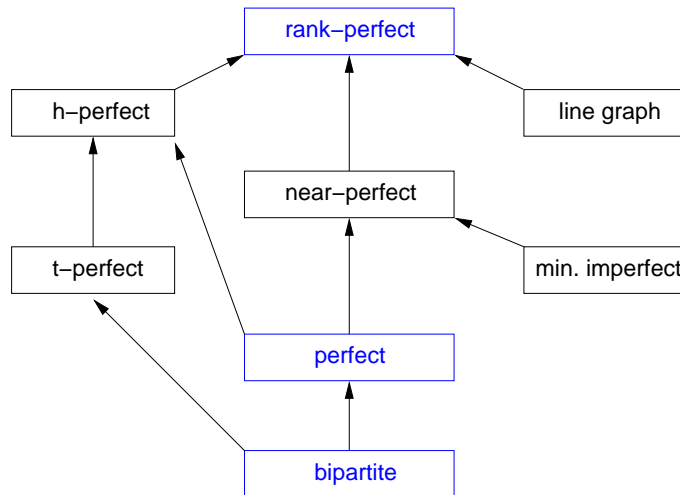 rank−perfect
h−perfect
line graph
near−perfect
t−perfect
min. imperfect
perfect
bipartite